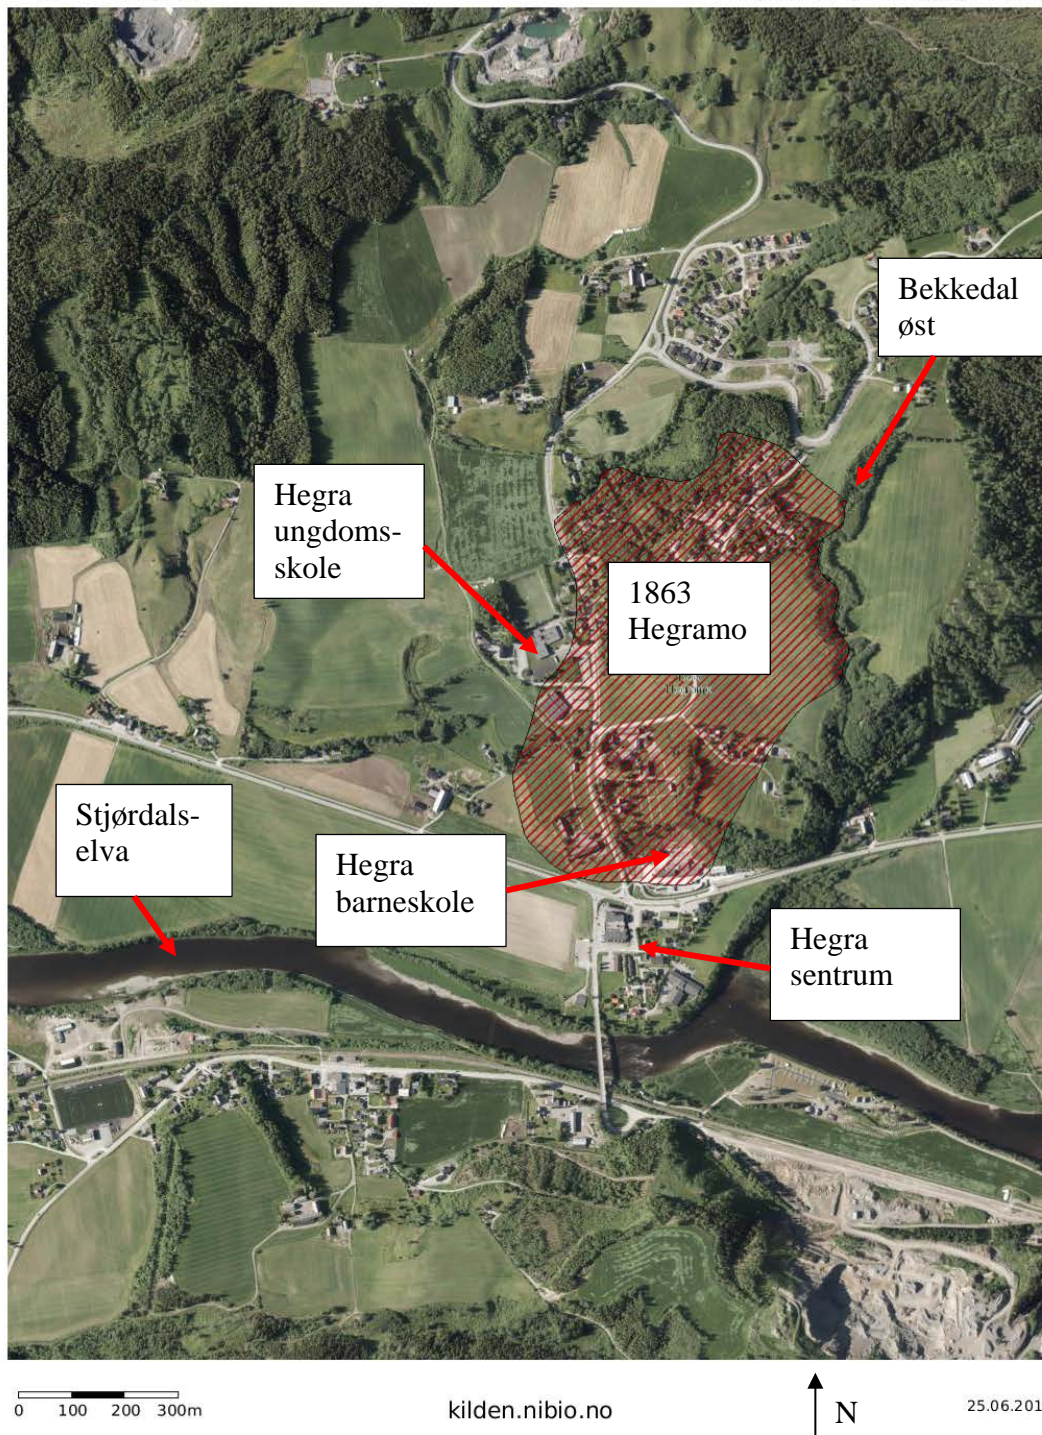 Bekkedal
øst
Hegra
ungdoms-
skole
1863
Hegramo
Stjørdals-
elva
Hegra
barneskole
Hegra
sentrum
0 100 200 300m
kilden.nibio.no
N
25.06.201